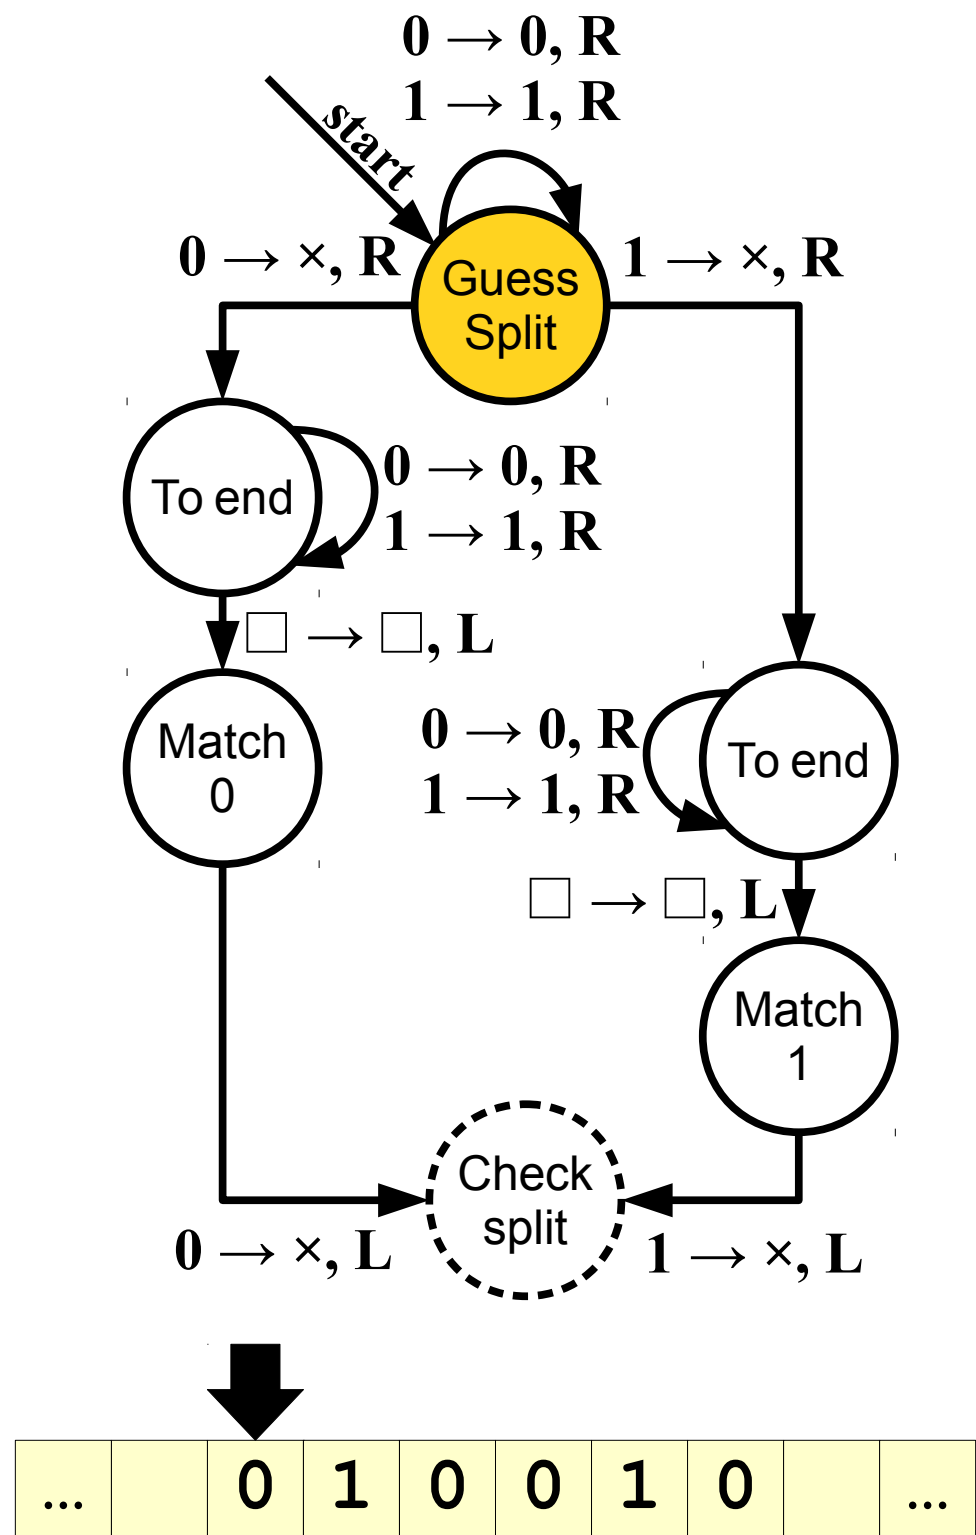 0 → 0, R
1 → 1, R
start
0 → ×, R
Guess
Split
1 → ×, R
To end
0 → 0, R
1 → 1, R
□ → □, L
Match
0
0 → 0, R
1 → 1, R
To end
□ → □, L
Match
1
Check
split
0 → ×, L
1 → ×, L
... 0 1 0 0 1 0 ...